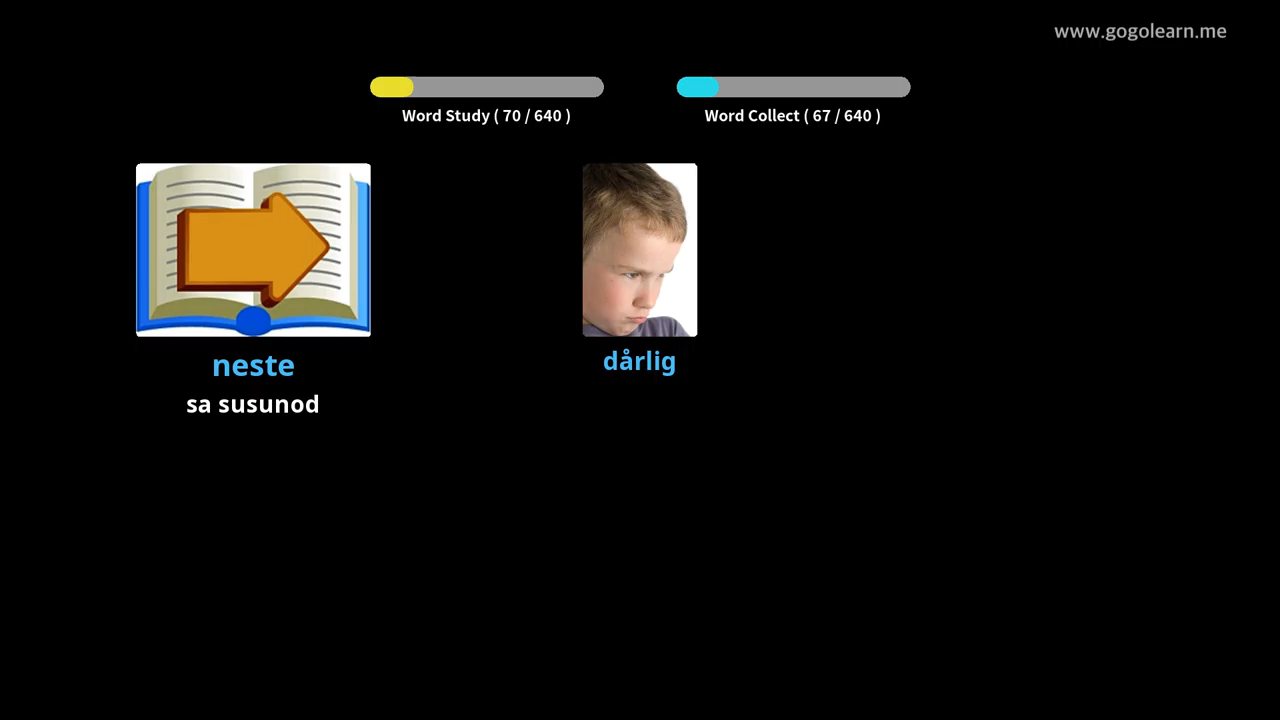 www.gogolearn.me
Word Study ( 70 / 640 )
Word Collect ( 67 / 640 )
neste
sa susunod
dårlig